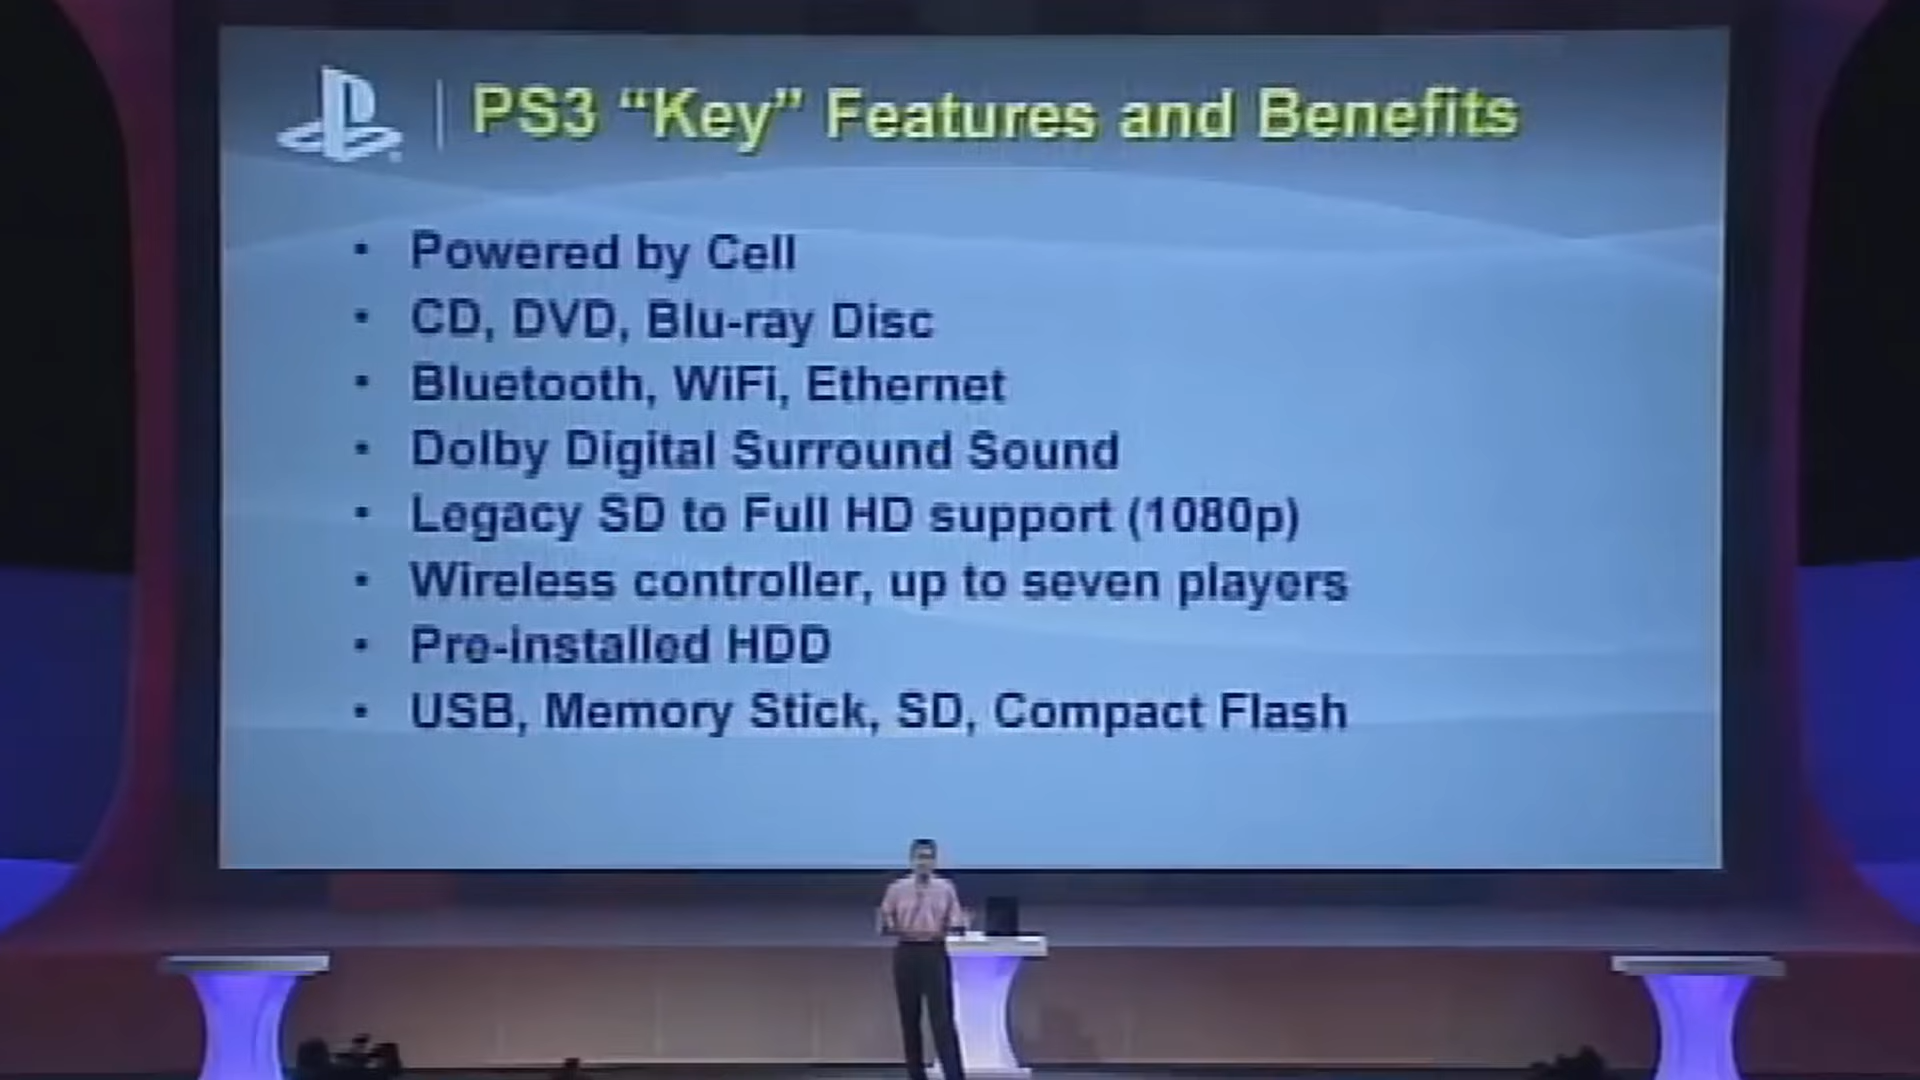 PS3 “Key” Features and Benefits
• Powered by Cell
• CD, DVD, Blu-ray Disc
• Bluetooth, WiFi, Ethernet
• Dolby Digital Surround Sound
• Legacy SD to Full HD support (1080p)
• Wireless controller, up to seven players
• Pre-installed HDD
• USB, Memory Stick, SD, Compact Flash